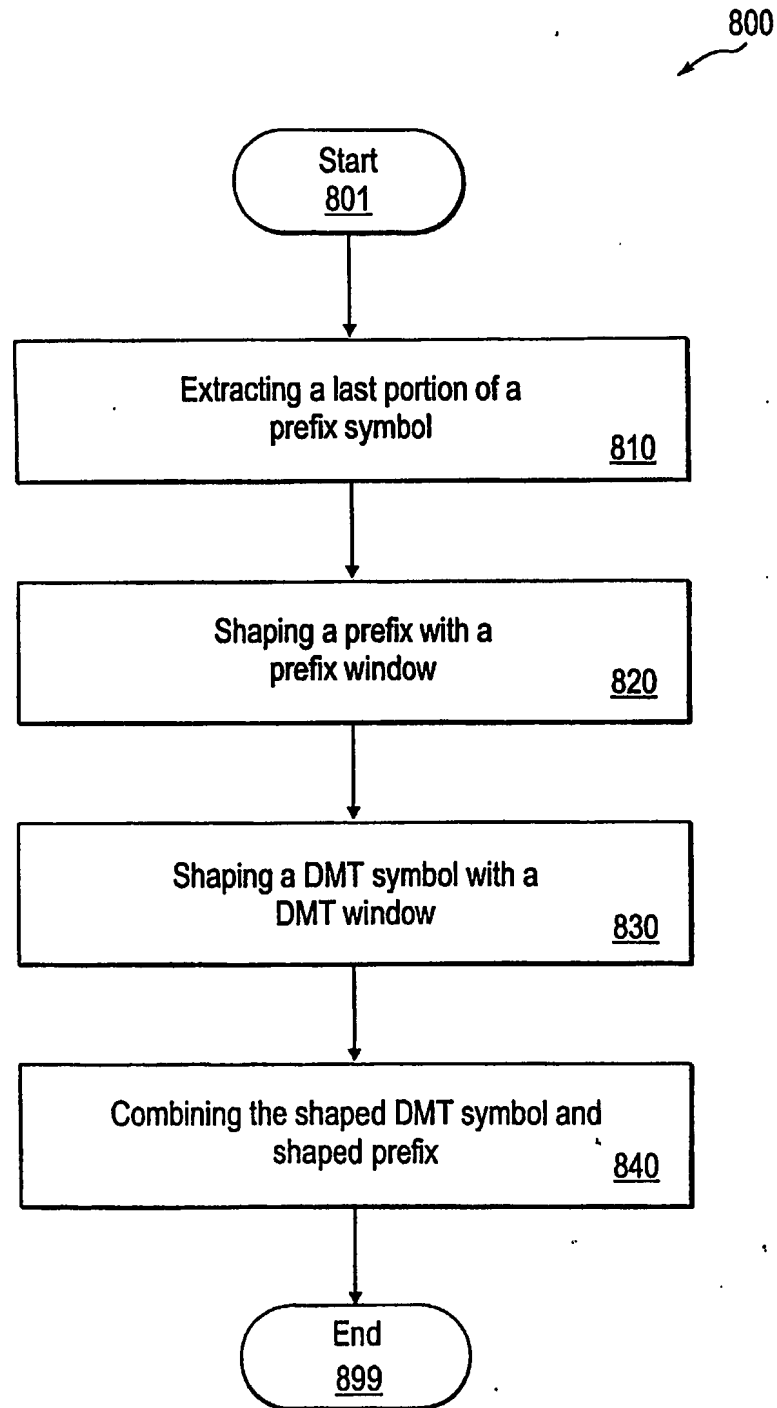 800
Start
801
Extracting a last portion of a
prefix symbol
810
Shaping a prefix with a
prefix window
820
Shaping a DMT symbol with a
DMT window
830
Combining the shaped DMT symbol and
shaped prefix
840
End
899